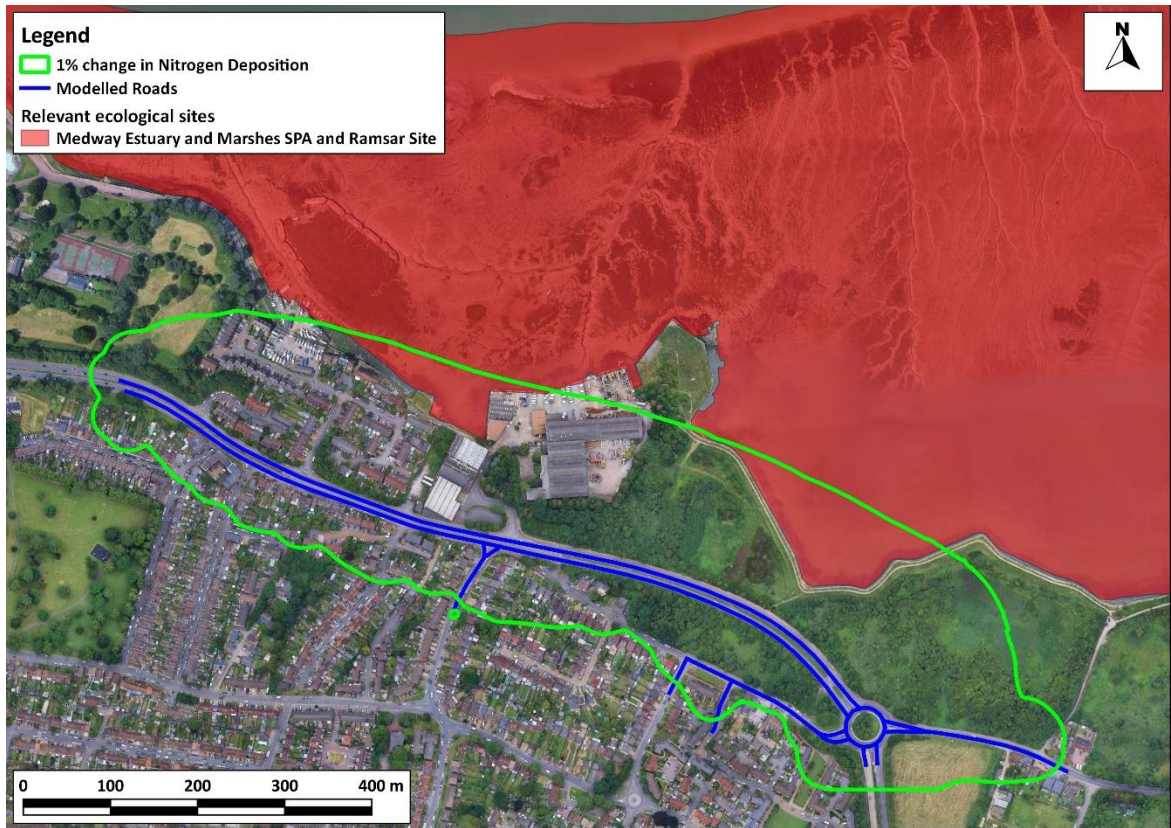 Legend
1% change in Nitrogen Deposition
Modelled Roads
Relevant ecological sites
Medway Estuary and Marshes SPA and Ramsar Site
N
0 100 200 300 400 m